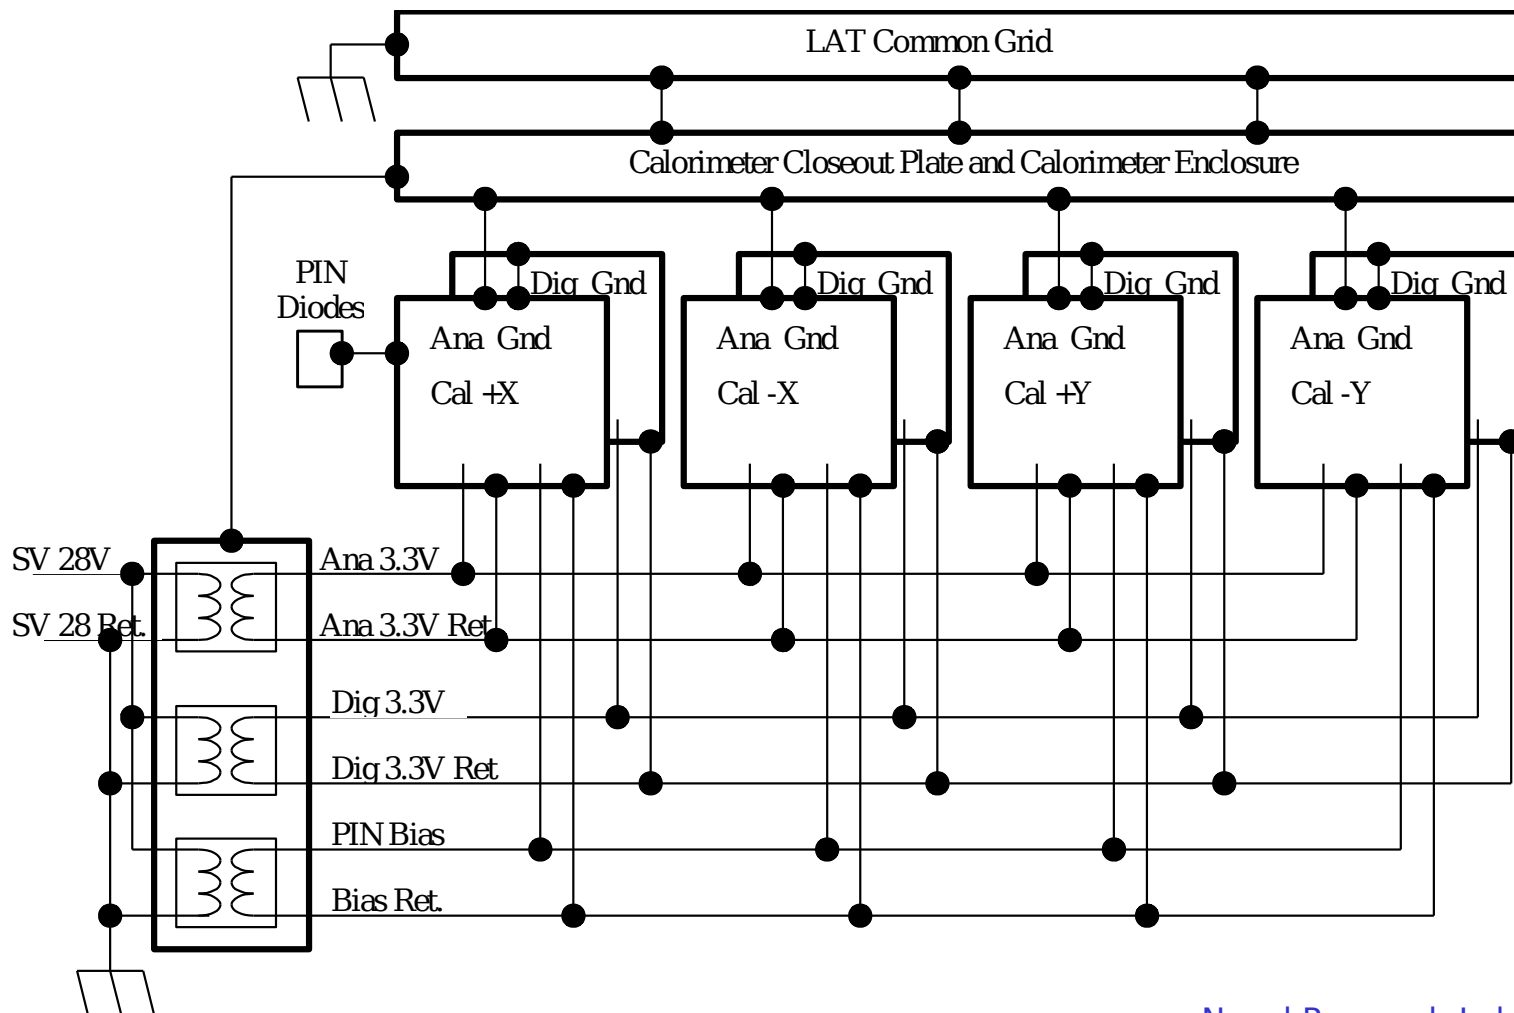 LAT Common Grid
Calorimeter Closeout Plate and Calorimeter Enclosure
PIN
Diodes
Dig Gnd
Dig Gnd
Dig Gnd
Dig Gnd
Ana Gnd
Cal +X
Ana Gnd
Cal -X
Ana Gnd
Cal +Y
Ana Gnd
Cal -Y
SV 28V
Ana 3.3V
SV 28 Ret.
Ana 3.3V Ret
Dig 3.3V
Dig 3.3V Ret
PIN Bias
Bias Ret.